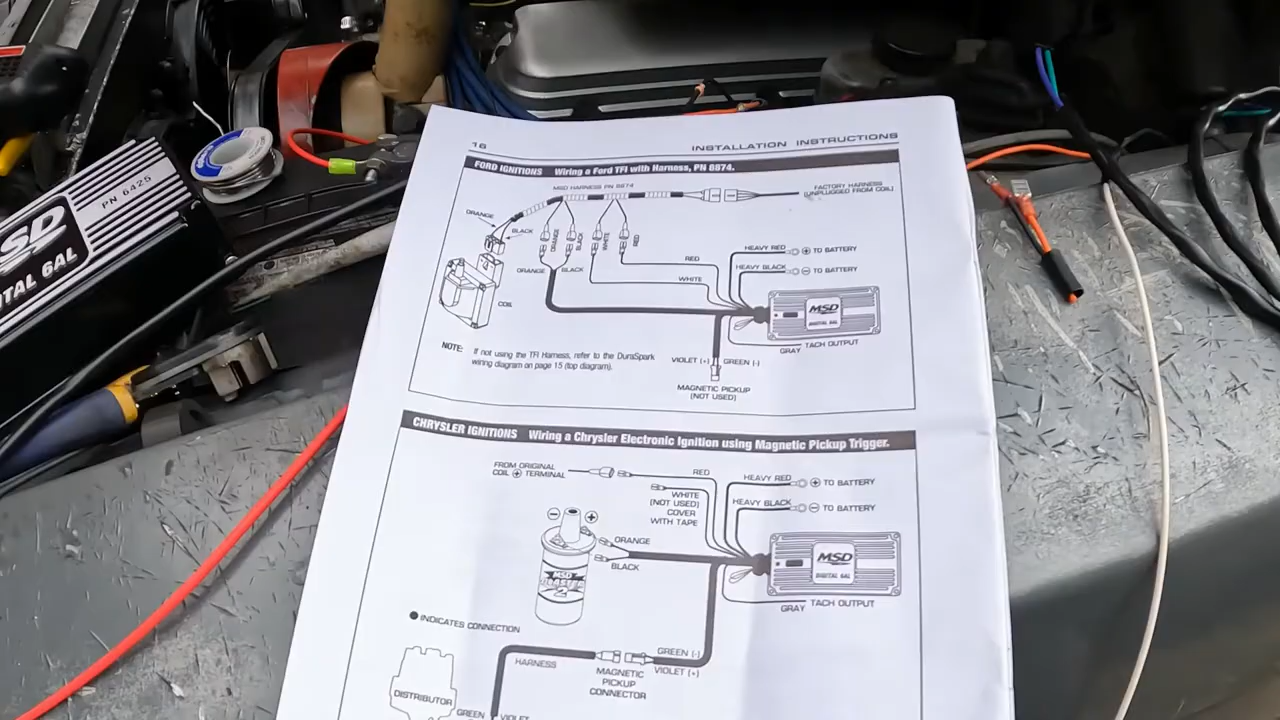 16
INSTALLATION INSTRUCTIONS
FORD IGNITIONS Wiring a Ford TFI with Harness, PN 8874.
MSD HARNESS PN 8874
FACTORY HARNESS
(UNPLUGGED FROM COIL)
ORANGE
BLACK
ORANGE
BLACK
WHITE
RED
ORANGE
BLACK
RED
WHITE
HEAVY RED
+ TO BATTERY
HEAVY BLACK
- TO BATTERY
COIL
MSD
DIGITAL 6AL
GRAY
TACH OUTPUT
VIOLET (+)
GREEN (-)
MAGNETIC PICKUP
(NOT USED)
NOTE: If not using the TFI Harness, refer to the DuraSpark
wiring diagram on page 15 (top diagram).
CHRYSLER IGNITIONS Wiring a Chrysler Electronic Ignition using Magnetic Pickup Trigger.
FROM ORIGINAL
COIL + TERMINAL
RED
WHITE
(NOT USED)
COVER
WITH TAPE
HEAVY RED
+ TO BATTERY
HEAVY BLACK
- TO BATTERY
- +
ORANGE
BLACK
MSD
BLASTER
2
MSD
DIGITAL 6AL
GRAY
TACH OUTPUT
INDICATES CONNECTION
HARNESS
MAGNETIC
PICKUP
CONNECTOR
GREEN (-)
VIOLET (+)
DISTRIBUTOR
GREEN
VIOLET
PN 6425
MSD
DIGITAL 6AL